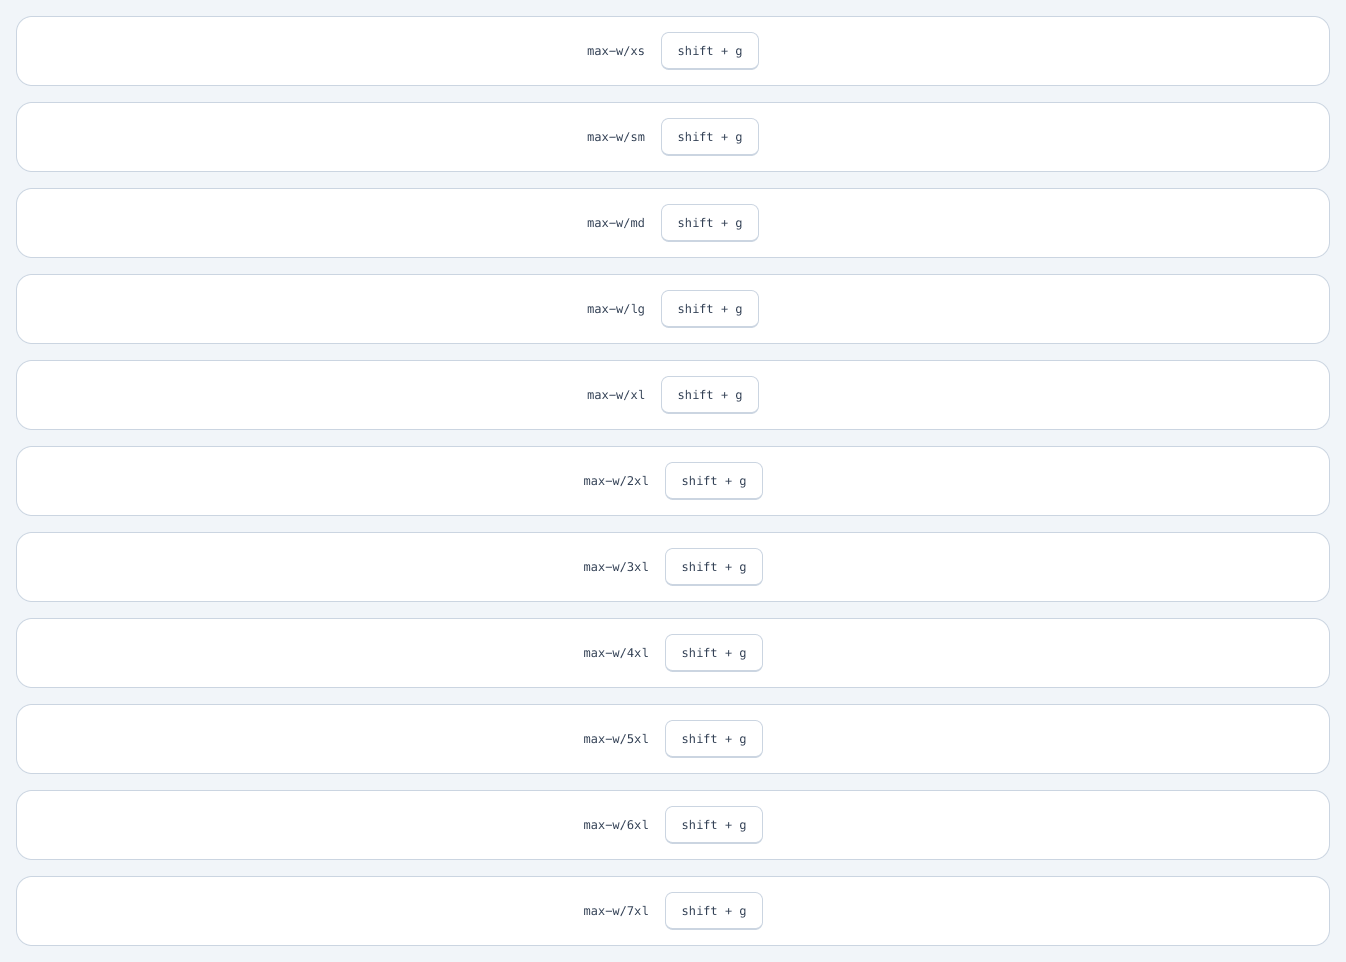 max-w/xs shift + g
max-w/sm shift + g
max-w/md shift + g
max-w/lg shift + g
max-w/xl shift + g
max-w/2xl shift + g
max-w/3xl shift + g
max-w/4xl shift + g
max-w/5xl shift + g
max-w/6xl shift + g
max-w/7xl shift + g